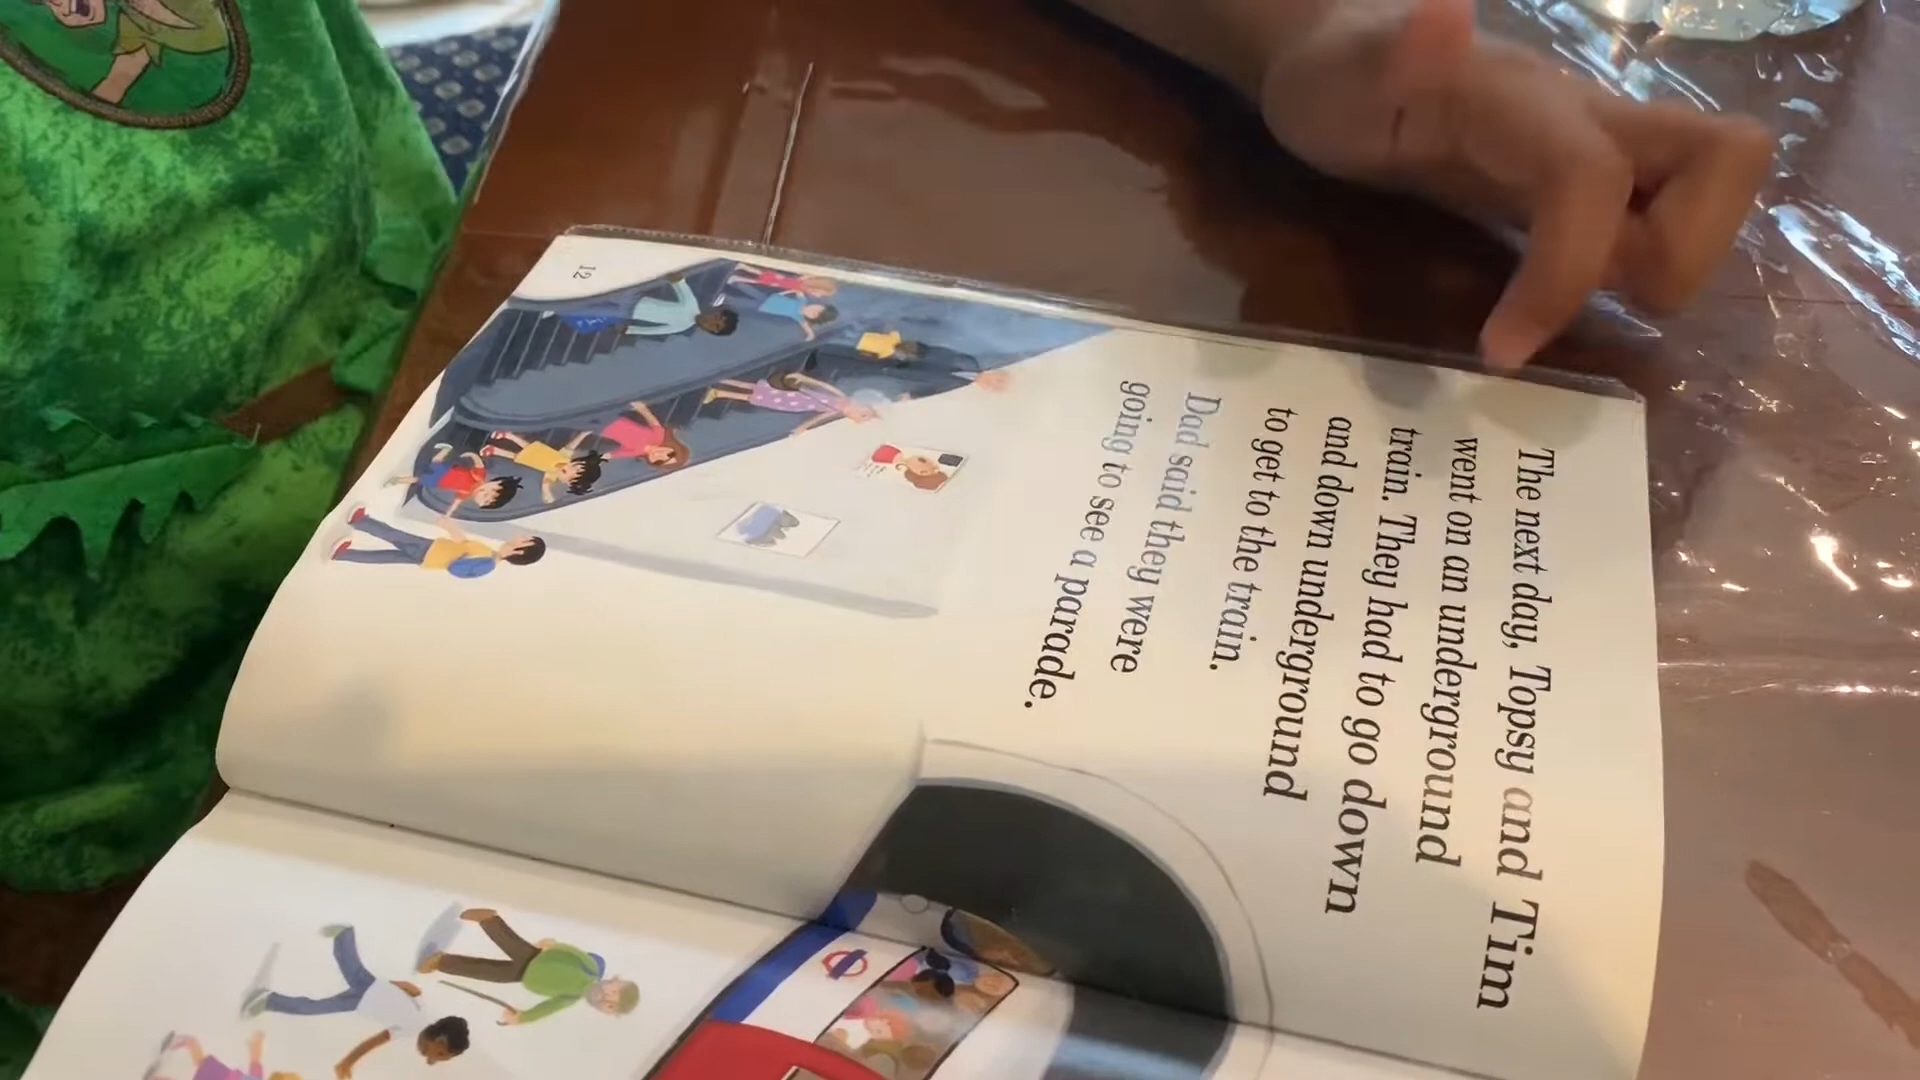 The next day, Topsy and Tim
went on an underground
train. They had to go down
and down underground
to get to the train.
Dad said they were
going to see a parade.
12